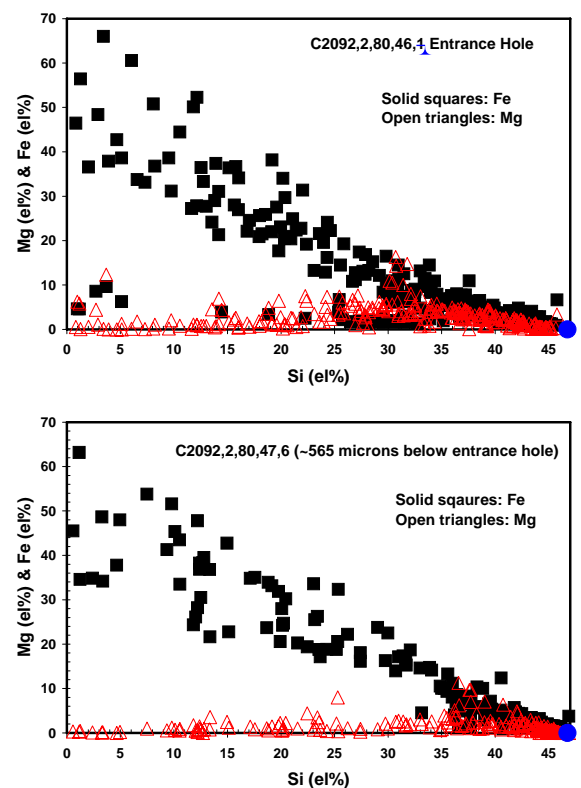 70
60
50
40
30
20
10
0
Mg (el%) & Fe (el%)
C2092,2,80,46,1 Entrance Hole
Solid squares: Fe
Open triangles: Mg
0 5 10 15 20 25 30 35 40 45
Si (el%)
70
60
50
40
30
20
10
0
Mg (el%) & Fe (el%)
C2092,2,80,47,6 (~565 microns below entrance hole)
Solid sqaures: Fe
Open triangles: Mg
0 5 10 15 20 25 30 35 40 45
Si (el%)